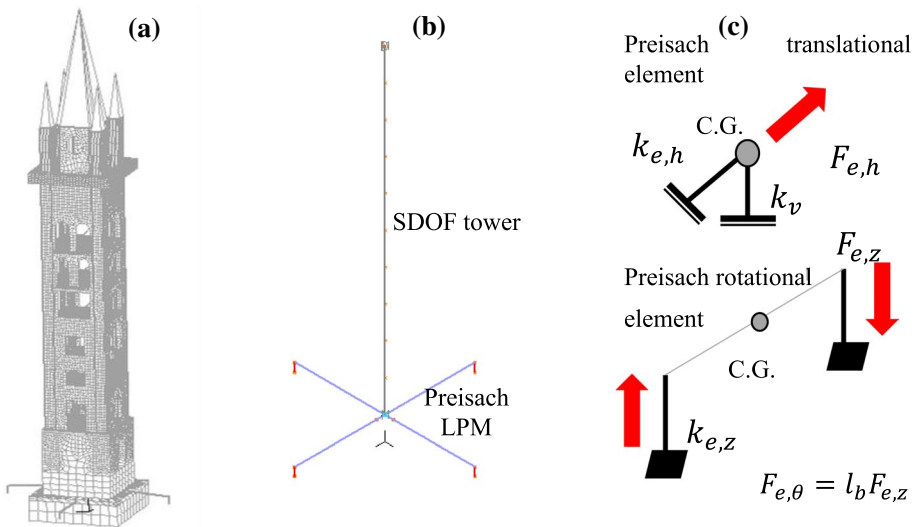 (a)
(b)
SDOF tower
Preisach
LPM
(c)
Preisach translational
element
C.G.
k_{e,h}
F_{e,h}
k_v
F_{e,z}
Preisach rotational
element
C.G.
k_{e,z}
F_{e,θ} = l_b F_{e,z}